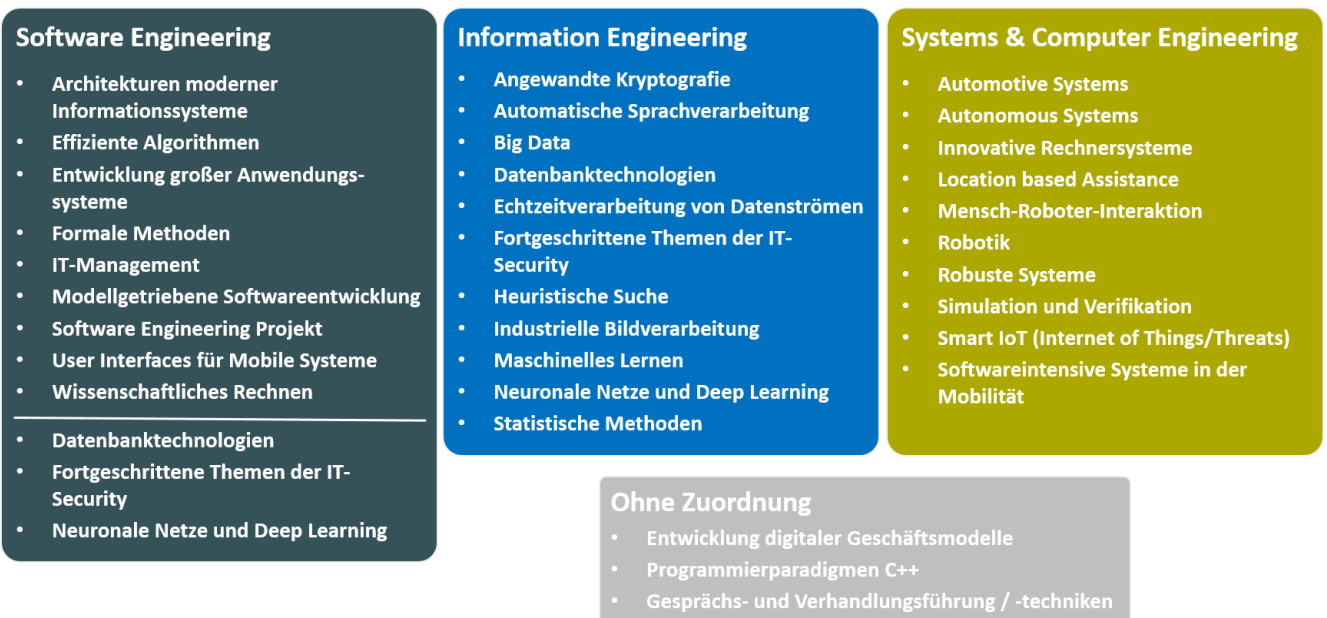 Software Engineering
• Architekturen moderner
Informationssysteme
• Effiziente Algorithmen
• Entwicklung großer Anwendungs-
systeme
• Formale Methoden
• IT-Management
• Modellgetriebene Softwareentwicklung
• Software Engineering Projekt
• User Interfaces für Mobile Systeme
• Wissenschaftliches Rechnen
• Datenbanktechnologien
• Fortgeschrittene Themen der IT-
Security
• Neuronale Netze und Deep Learning
Information Engineering
• Angewandte Kryptografie
• Automatische Sprachverarbeitung
• Big Data
• Datenbanktechnologien
• Echtzeitverarbeitung von Datenströmen
• Fortgeschrittene Themen der IT-
Security
• Heuristische Suche
• Industrielle Bildverarbeitung
• Maschinelles Lernen
• Neuronale Netze und Deep Learning
• Statistische Methoden
Systems & Computer Engineering
• Automotive Systems
• Autonomous Systems
• Innovative Rechnersysteme
• Location based Assistance
• Mensch-Roboter-Interaktion
• Robotik
• Robuste Systeme
• Simulation und Verifikation
• Smart IoT (Internet of Things/Threats)
• Softwareintensive Systeme in der
Mobilität
Ohne Zuordnung
• Entwicklung digitaler Geschäftsmodelle
• Programmierparadigmen C++
• Gesprächs- und Verhandlungsführung / -techniken